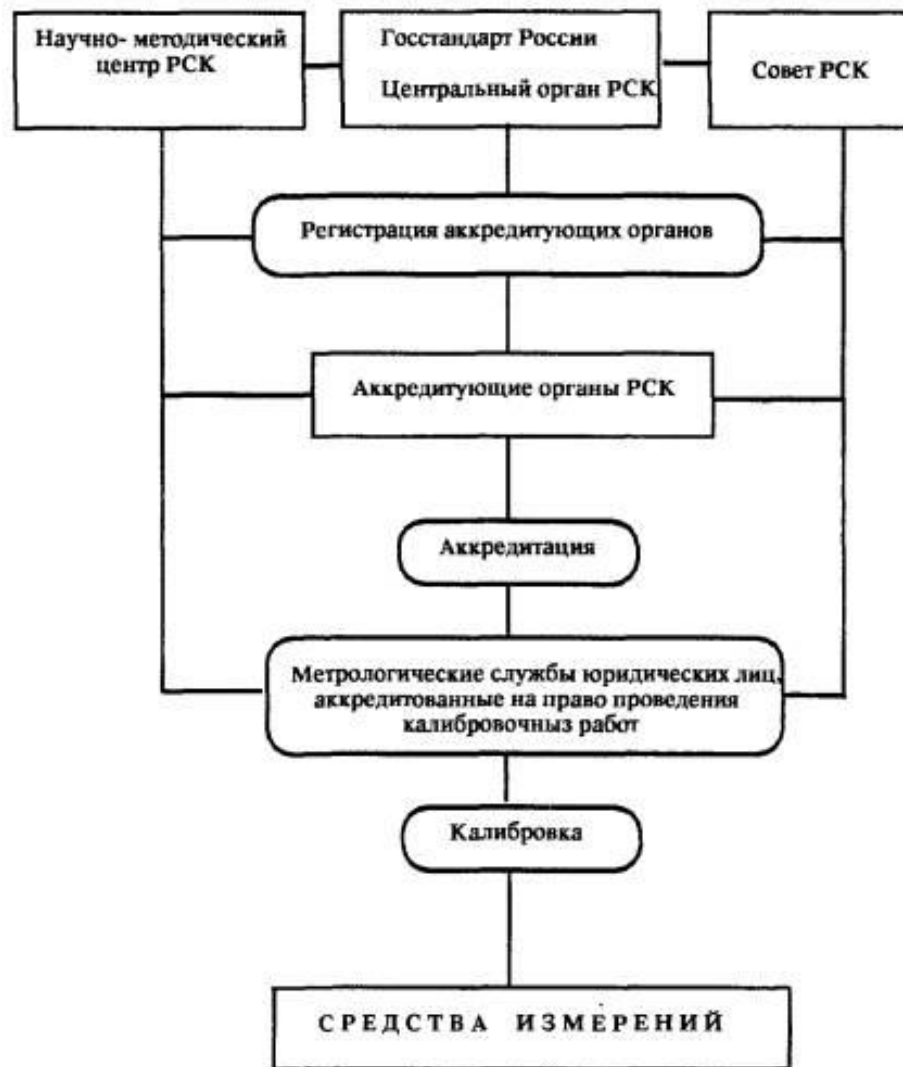 Научно- методический
центр РСК
Госстандарт России
Центральный орган РСК
Совет РСК
Регистрация аккредитующих органов
Аккредитующие органы РСК
Аккредитация
Метрологические службы юридических лиц,
аккредитованные на право проведения
калибровочныз работ
Калибровка
СРЕДСТВА ИЗМЕРЕНИЙ